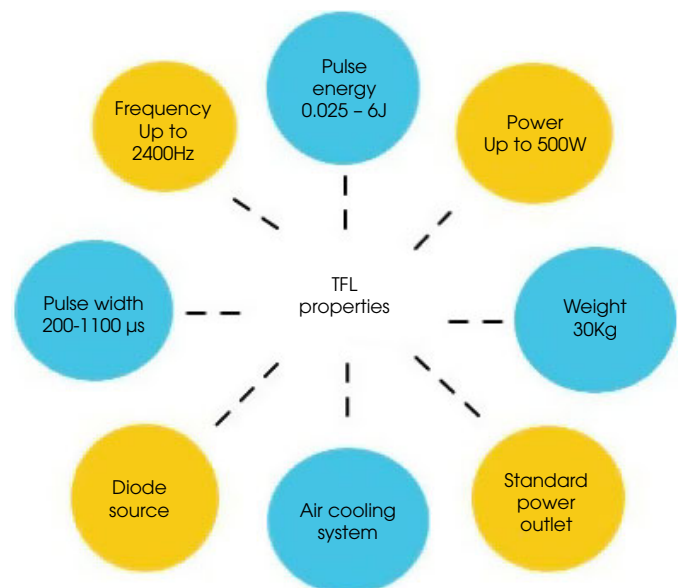 Pulse
energy
0.025 – 6J
Frequency
Up to
2400Hz
Power
Up to 500W
TFL
properties
Pulse width
200-1100 µs
Weight
30Kg
Diode
source
Air cooling
system
Standard
power
outlet